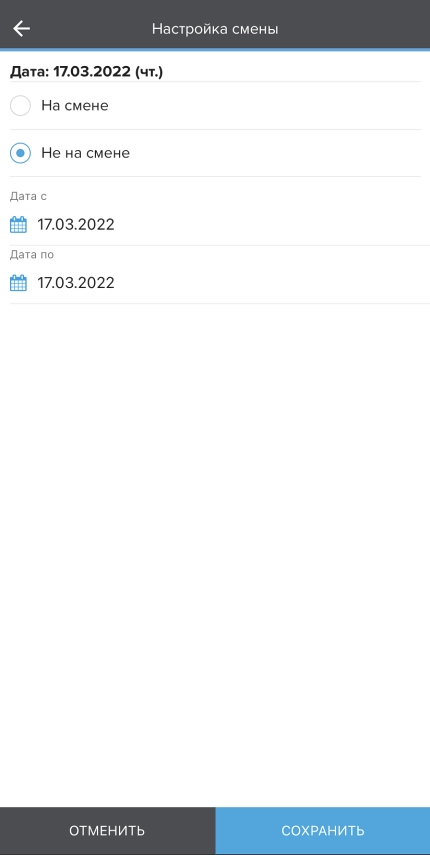 Настройка смены
Дата: 17.03.2022 (чт.)
На смене
Не на смене
Дата с
17.03.2022
Дата по
17.03.2022
ОТМЕНИТЬ
СОХРАНИТЬ